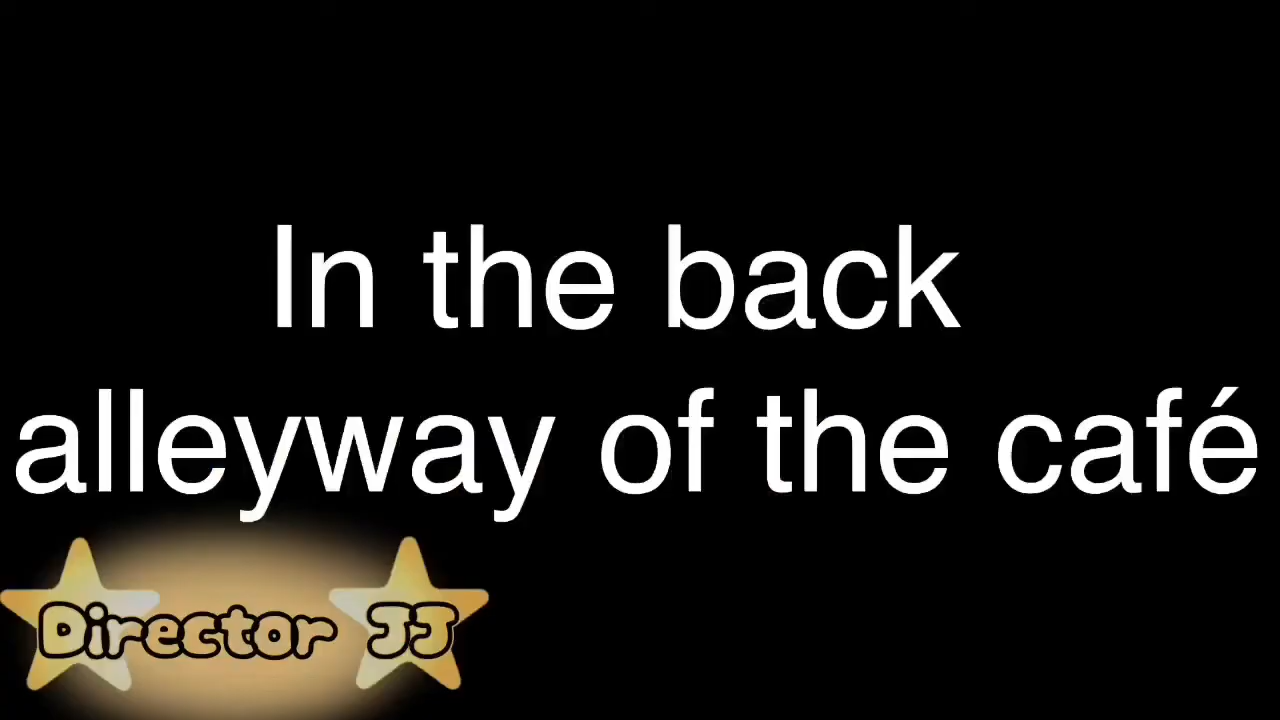 In the back
alleyway of the café
Director JJ